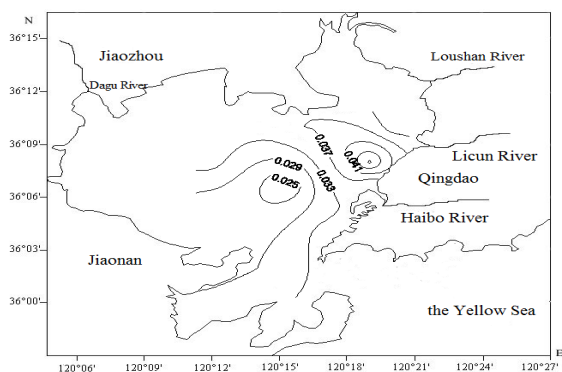 N
36°15'
Jiaozhou
Loushan River
Dagu River
36°12'
36°09'
0.037
0.041
Licun River
0.029
0.033
Qingdao
0.025
36°06'
Haibo River
36°03'
Jiaonan
36°00'
the Yellow Sea
E
120°06' 120°09' 120°12' 120°15' 120°18' 120°21' 120°24' 120°27'